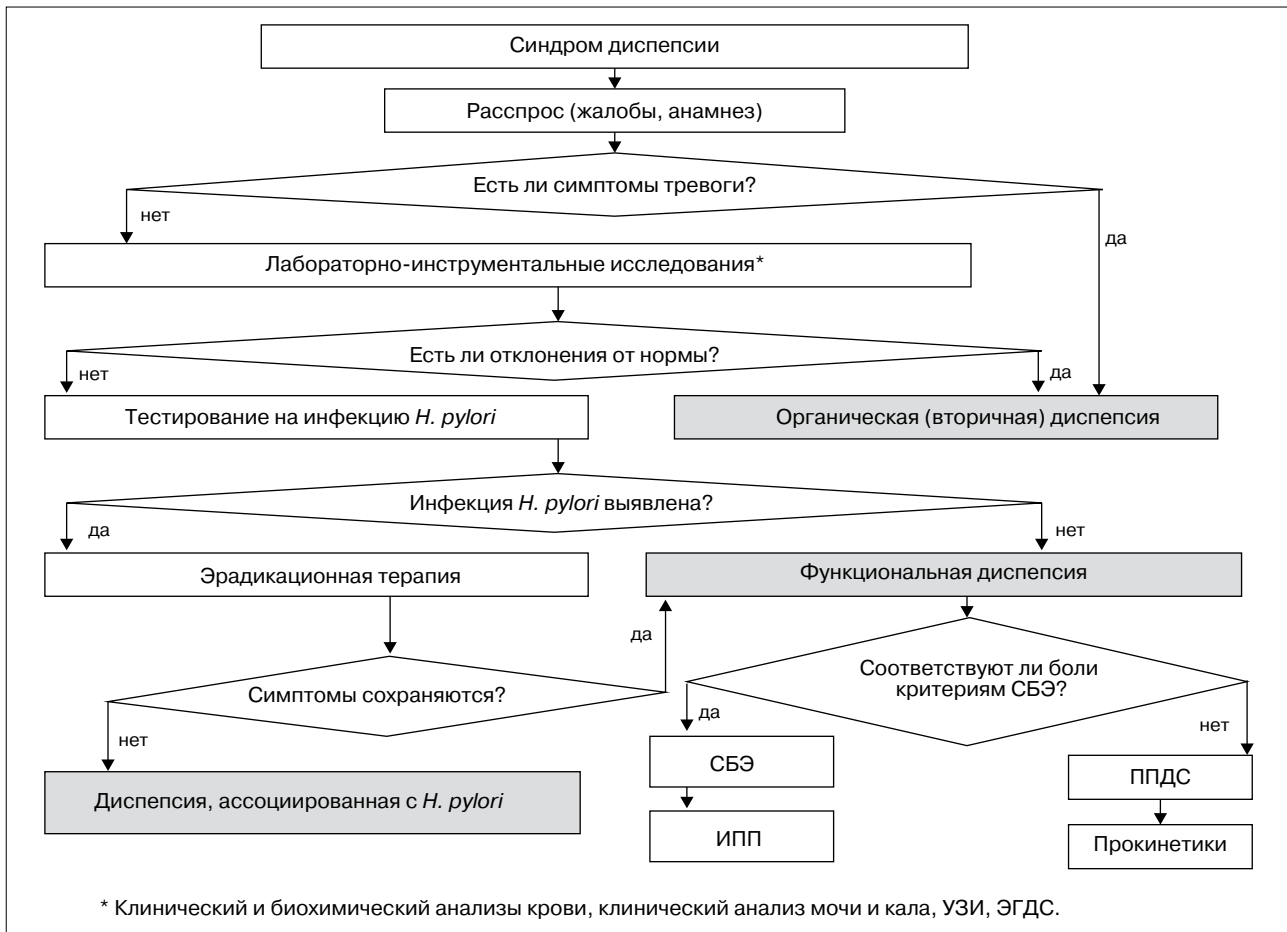 Синдром диспепсии
Расспрос (жалобы, анамнез)
Есть ли симптомы тревоги?
нет
да
Лабораторно-инструментальные исследования*
Есть ли отклонения от нормы?
нет
да
Тестирование на инфекцию H. pylori
Органическая (вторичная) диспепсия
Инфекция H. pylori выявлена?
да
нет
Эрадикационная терапия
Функциональная диспепсия
да
Симптомы сохраняются?
Соответствуют ли боли
критериям СБЭ?
да
нет
нет
СБЭ
ППДС
Диспепсия, ассоциированная с H. pylori
ИПП
Прокинетики
* Клинический и биохимический анализы крови, клинический анализ мочи и кала, УЗИ, ЭГДС.